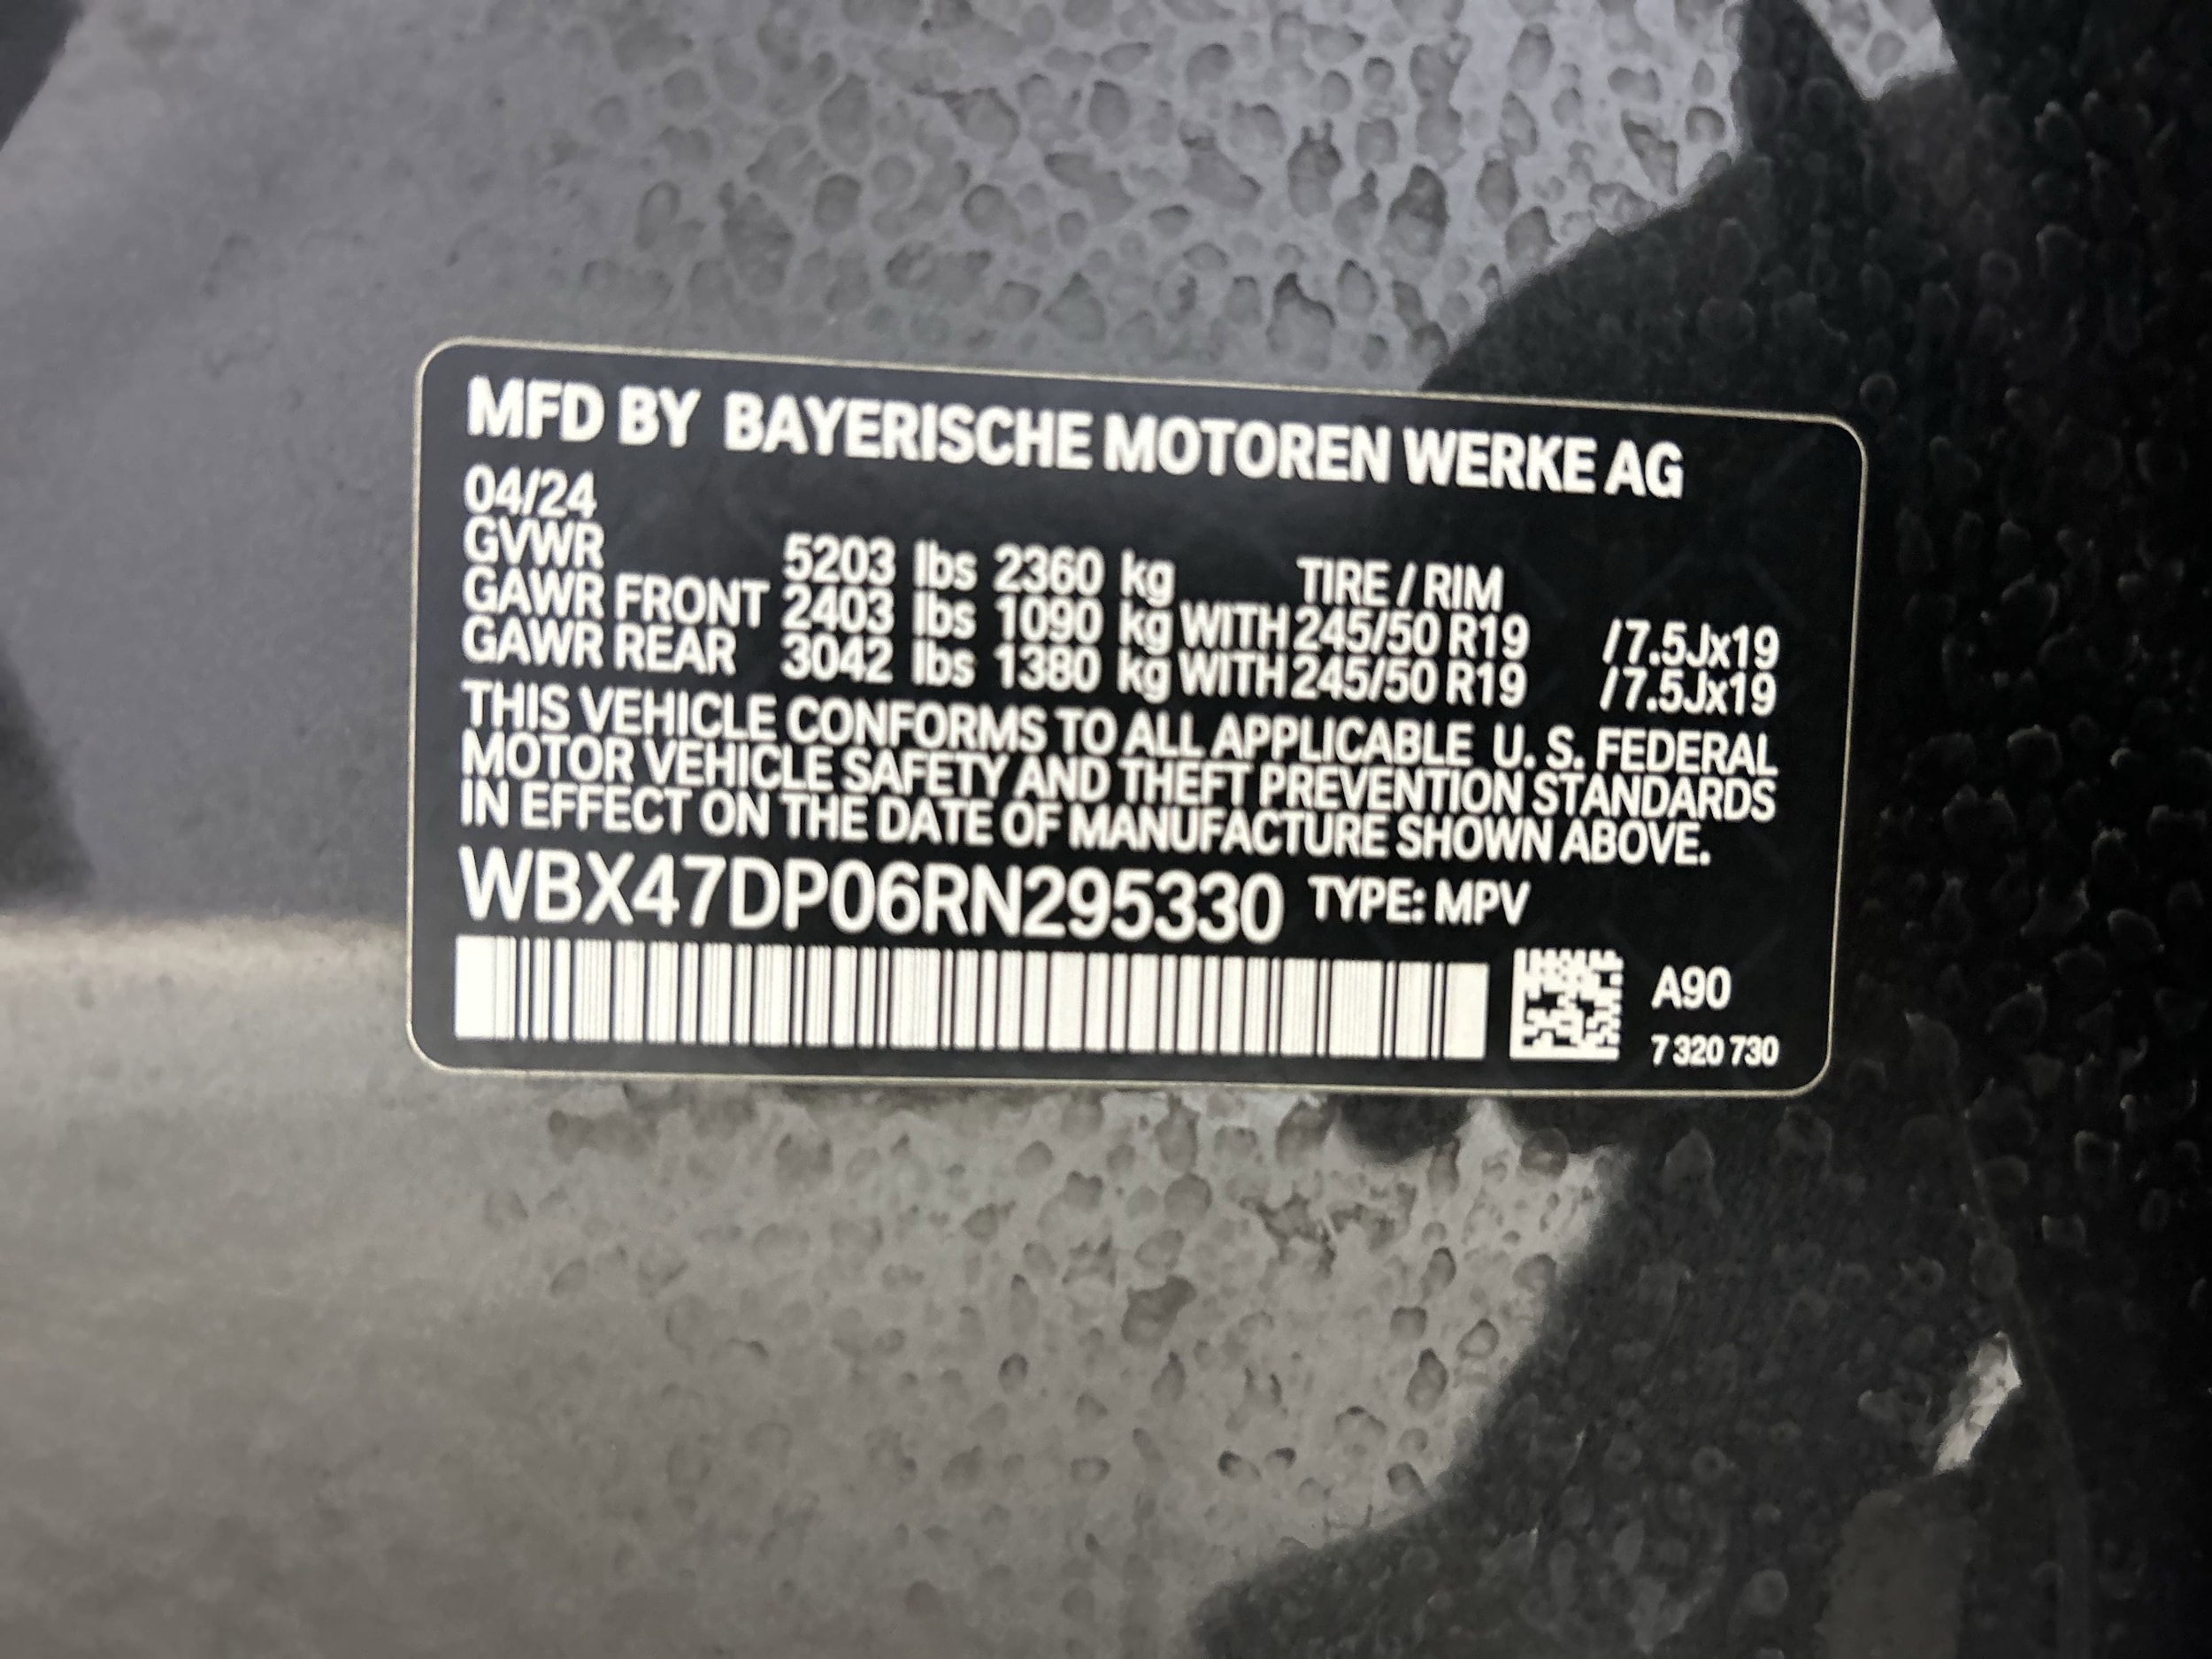 MFD BY BAYERISCHE MOTOREN WERKE AG
04/24
GVWR 5203 lbs 2360 kg TIRE / RIM
GAWR FRONT 2403 lbs 1090 kg WITH 245/50 R19 / 7.5Jx19
GAWR REAR 3042 lbs 1380 kg WITH 245/50 R19 / 7.5Jx19
THIS VEHICLE CONFORMS TO ALL APPLICABLE U. S. FEDERAL
MOTOR VEHICLE SAFETY AND THEFT PREVENTION STANDARDS
IN EFFECT ON THE DATE OF MANUFACTURE SHOWN ABOVE.
WBX47DP06RN295330 TYPE: MPV
A90
7 320 730